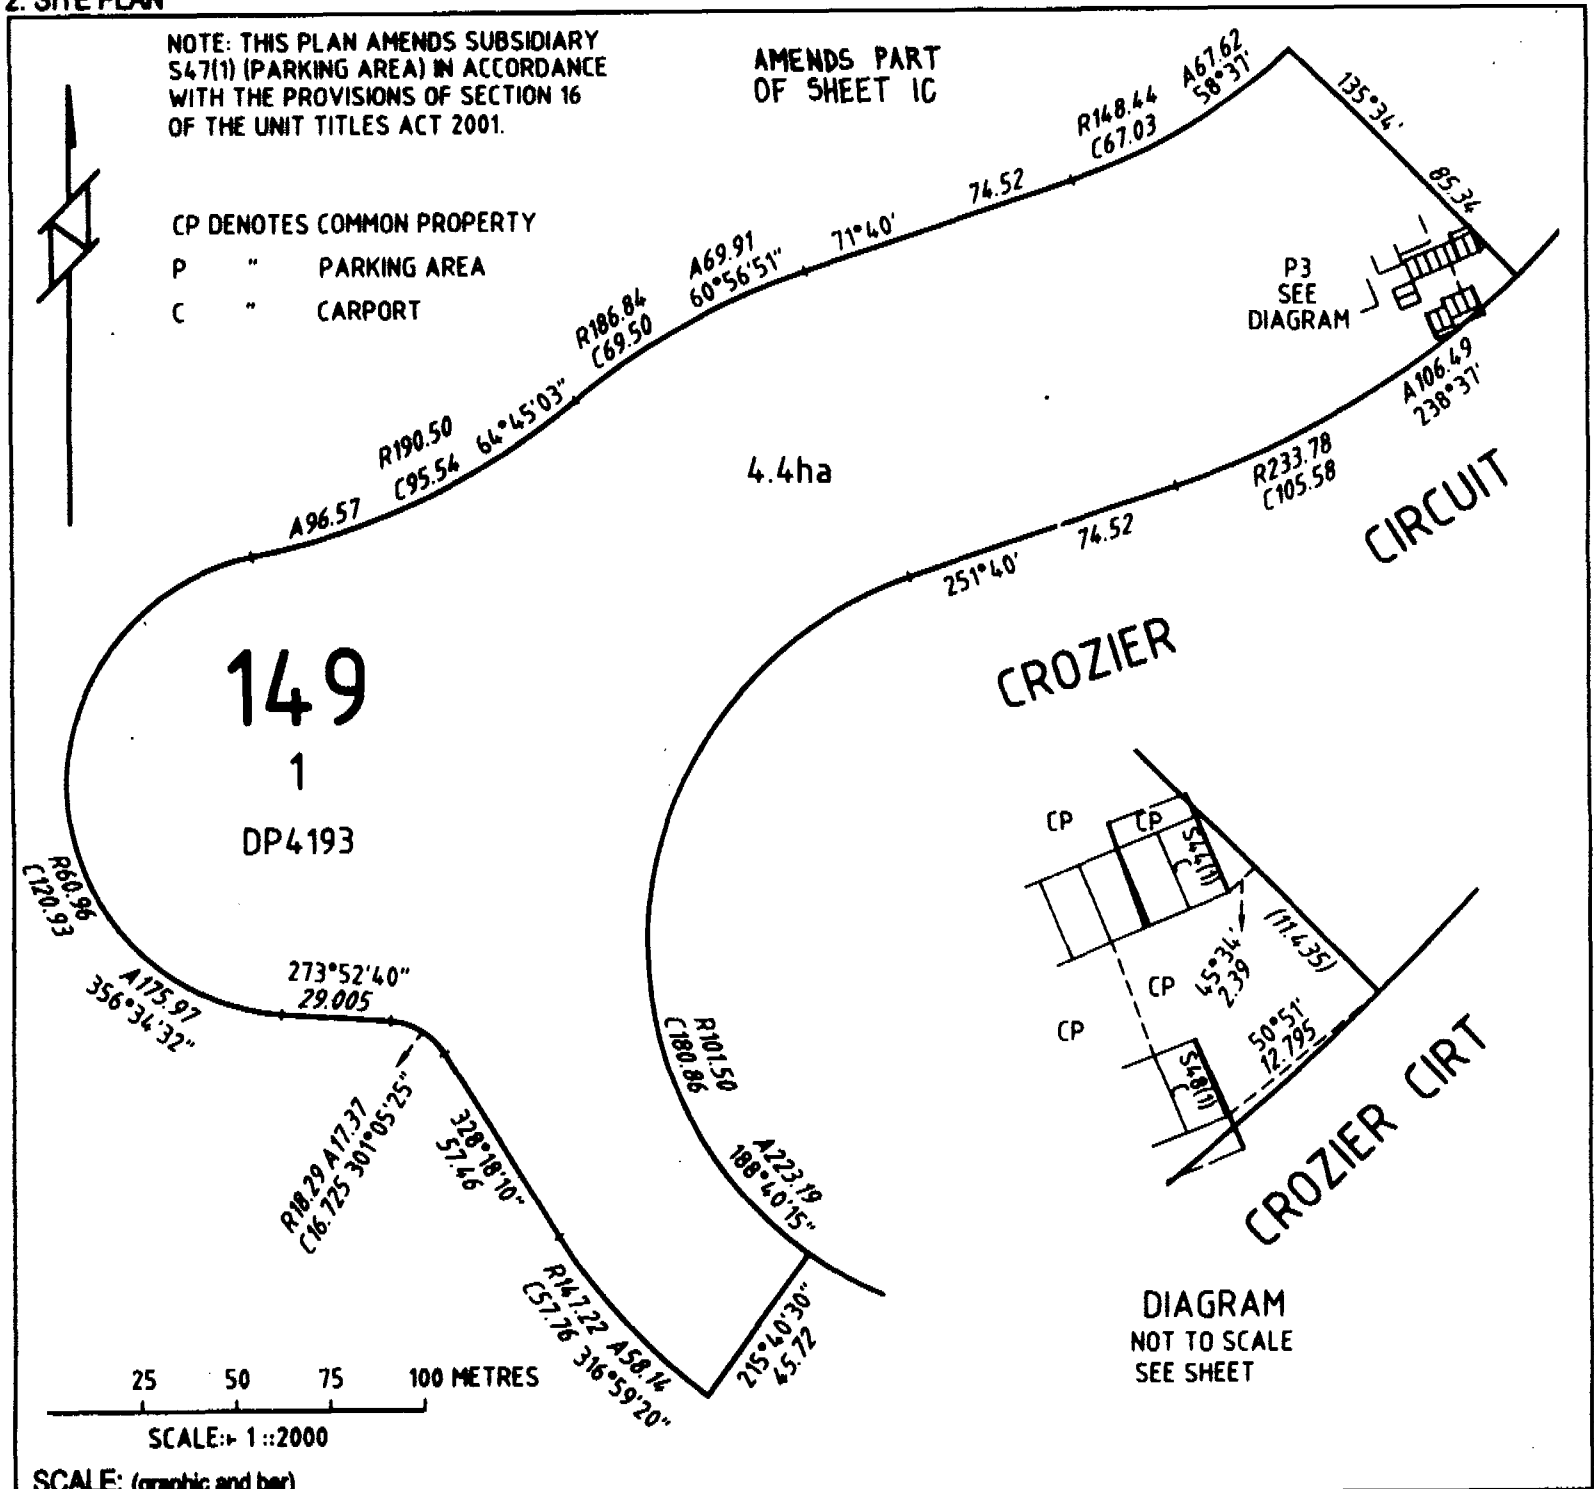 2. SITE PLAN
NOTE: THIS PLAN AMENDS SUBSIDIARY
S47(1) (PARKING AREA) IN ACCORDANCE
WITH THE PROVISIONS OF SECTION 16
OF THE UNIT TITLES ACT 2001.
AMENDS PART
OF SHEET 1C
CP DENOTES COMMON PROPERTY
P " PARKING AREA
C " CARPORT
A67.62
58°37'
R148.44
C67.03
135°34'
85.34
74.52
71°40'
A69.91
60°56'51"
R186.84
C69.50
64°45'03"
R190.50
C95.54
A96.57
P3
SEE
DIAGRAM
A106.49
238°37'
R233.78
C105.58
4.4ha
74.52
251°40'
CROZIER
CIRCUIT
149
1
DP4193
R60.96
C120.93
A175.97
356°34'32"
273°52'40"
29.005
R18.29 A17.37
C16.725 301°05'25"
328°18'10"
57.46
R147.22 A58.14
C57.76 316°59'20"
215°40'30"
45.72
R101.50
C180.86
A223.19
188°40'15"
CP
CP
S44(1)
C
(11.435)
45°34'
2.39
CP
CP
50°51'
12.795
S48(1)
C
CROZIER CIRT
DIAGRAM
NOT TO SCALE
SEE SHEET
25 50 75 100 METRES
SCALE:- 1::2000
SCALE: (graphic and bar)